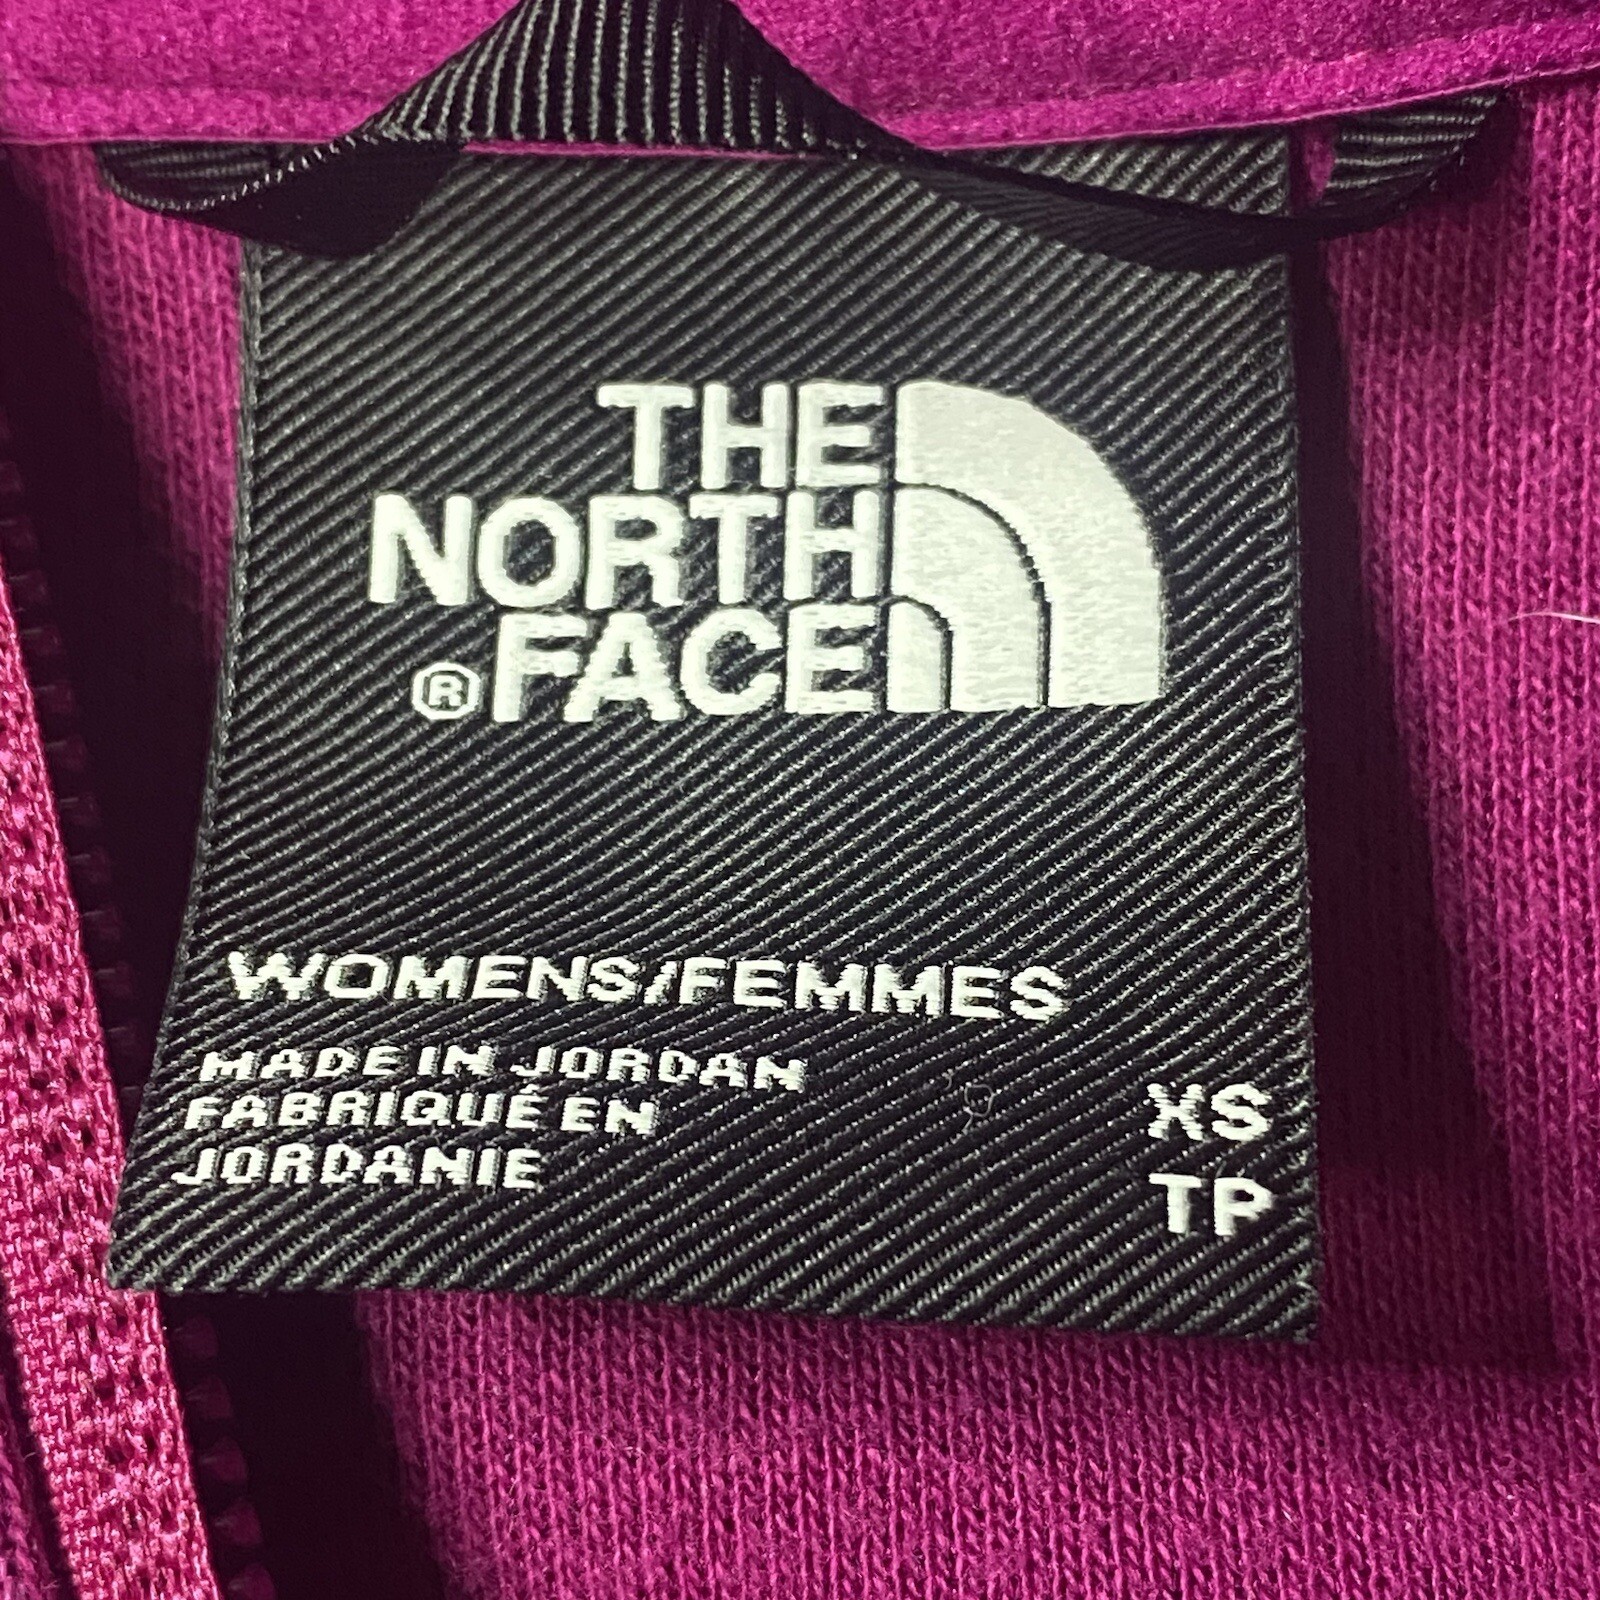 THE
NORTH
® FACE
WOMENS/FEMMES
MADE IN JORDAN
FABRIQUÉ EN
JORDANIE
XS
TP